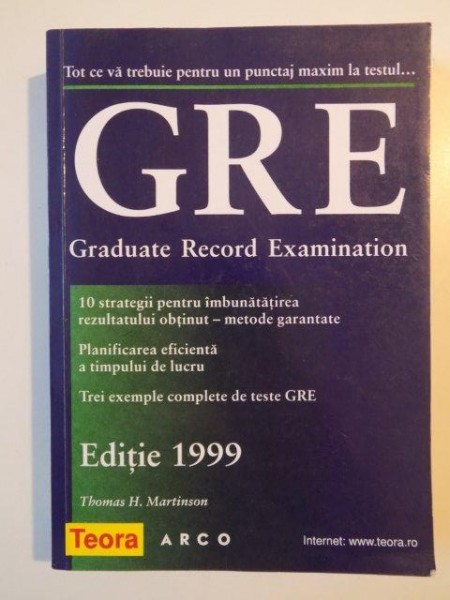 Tot ce vă trebuie pentru un punctaj maxim la testul...
GRE
Graduate Record Examination
10 strategii pentru îmbunătățirea
rezultatului obținut – metode garantate
Planificarea eficientă
a timpului de lucru
Trei exemple complete de teste GRE
Ediție 1999
Thomas H. Martinson
Teora ARCO Internet: www.teora.ro